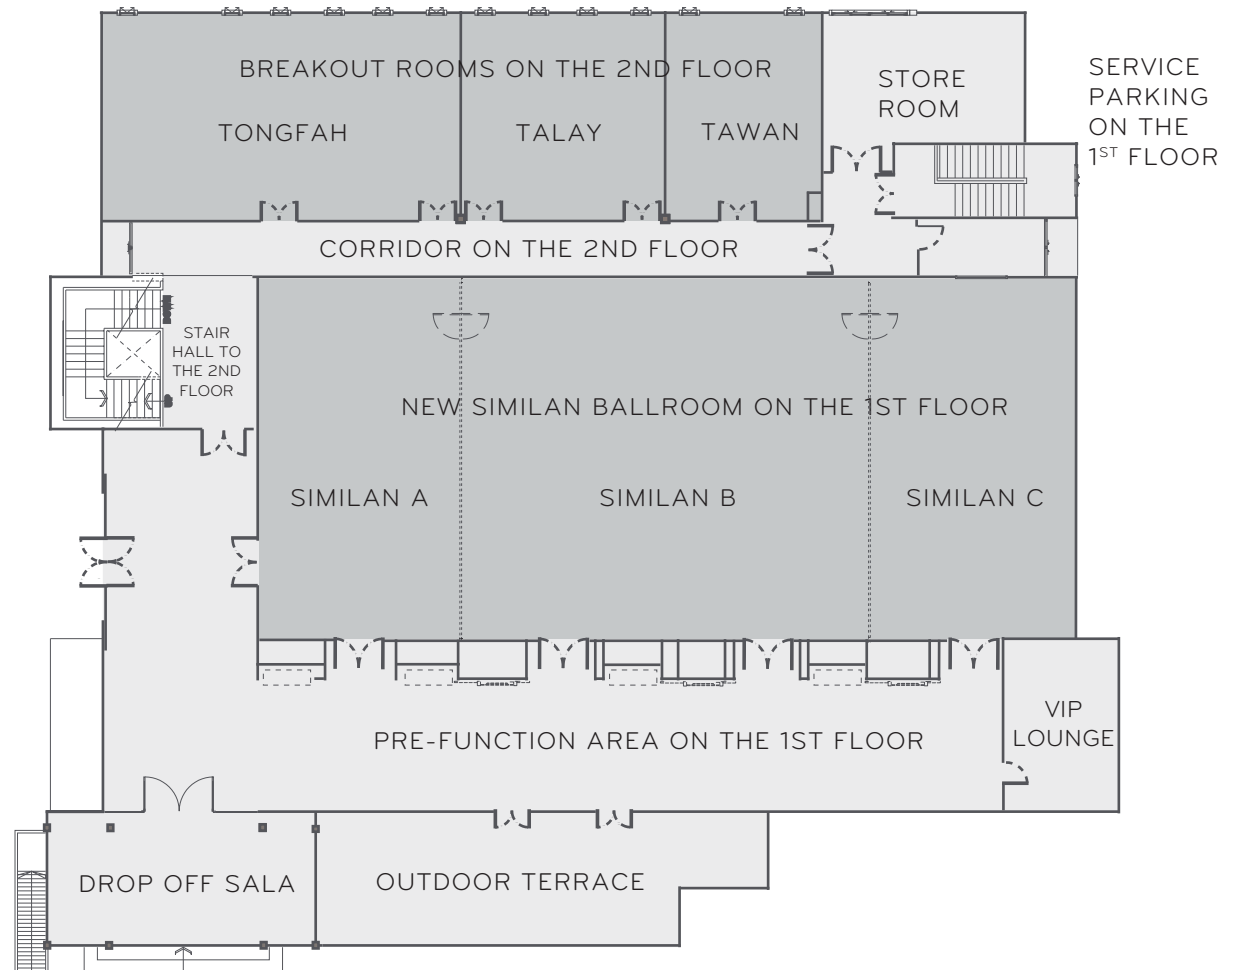 BREAKOUT ROOMS ON THE 2ND FLOOR
TONGFAH
TALAY
TAWAN
STORE
ROOM
SERVICE
PARKING
ON THE
1ST FLOOR
CORRIDOR ON THE 2ND FLOOR
STAIR
HALL TO
THE 2ND
FLOOR
NEW SIMILAN BALLROOM ON THE 1ST FLOOR
SIMILAN A
SIMILAN B
SIMILAN C
PRE-FUNCTION AREA ON THE 1ST FLOOR
VIP
LOUNGE
DROP OFF SALA
OUTDOOR TERRACE